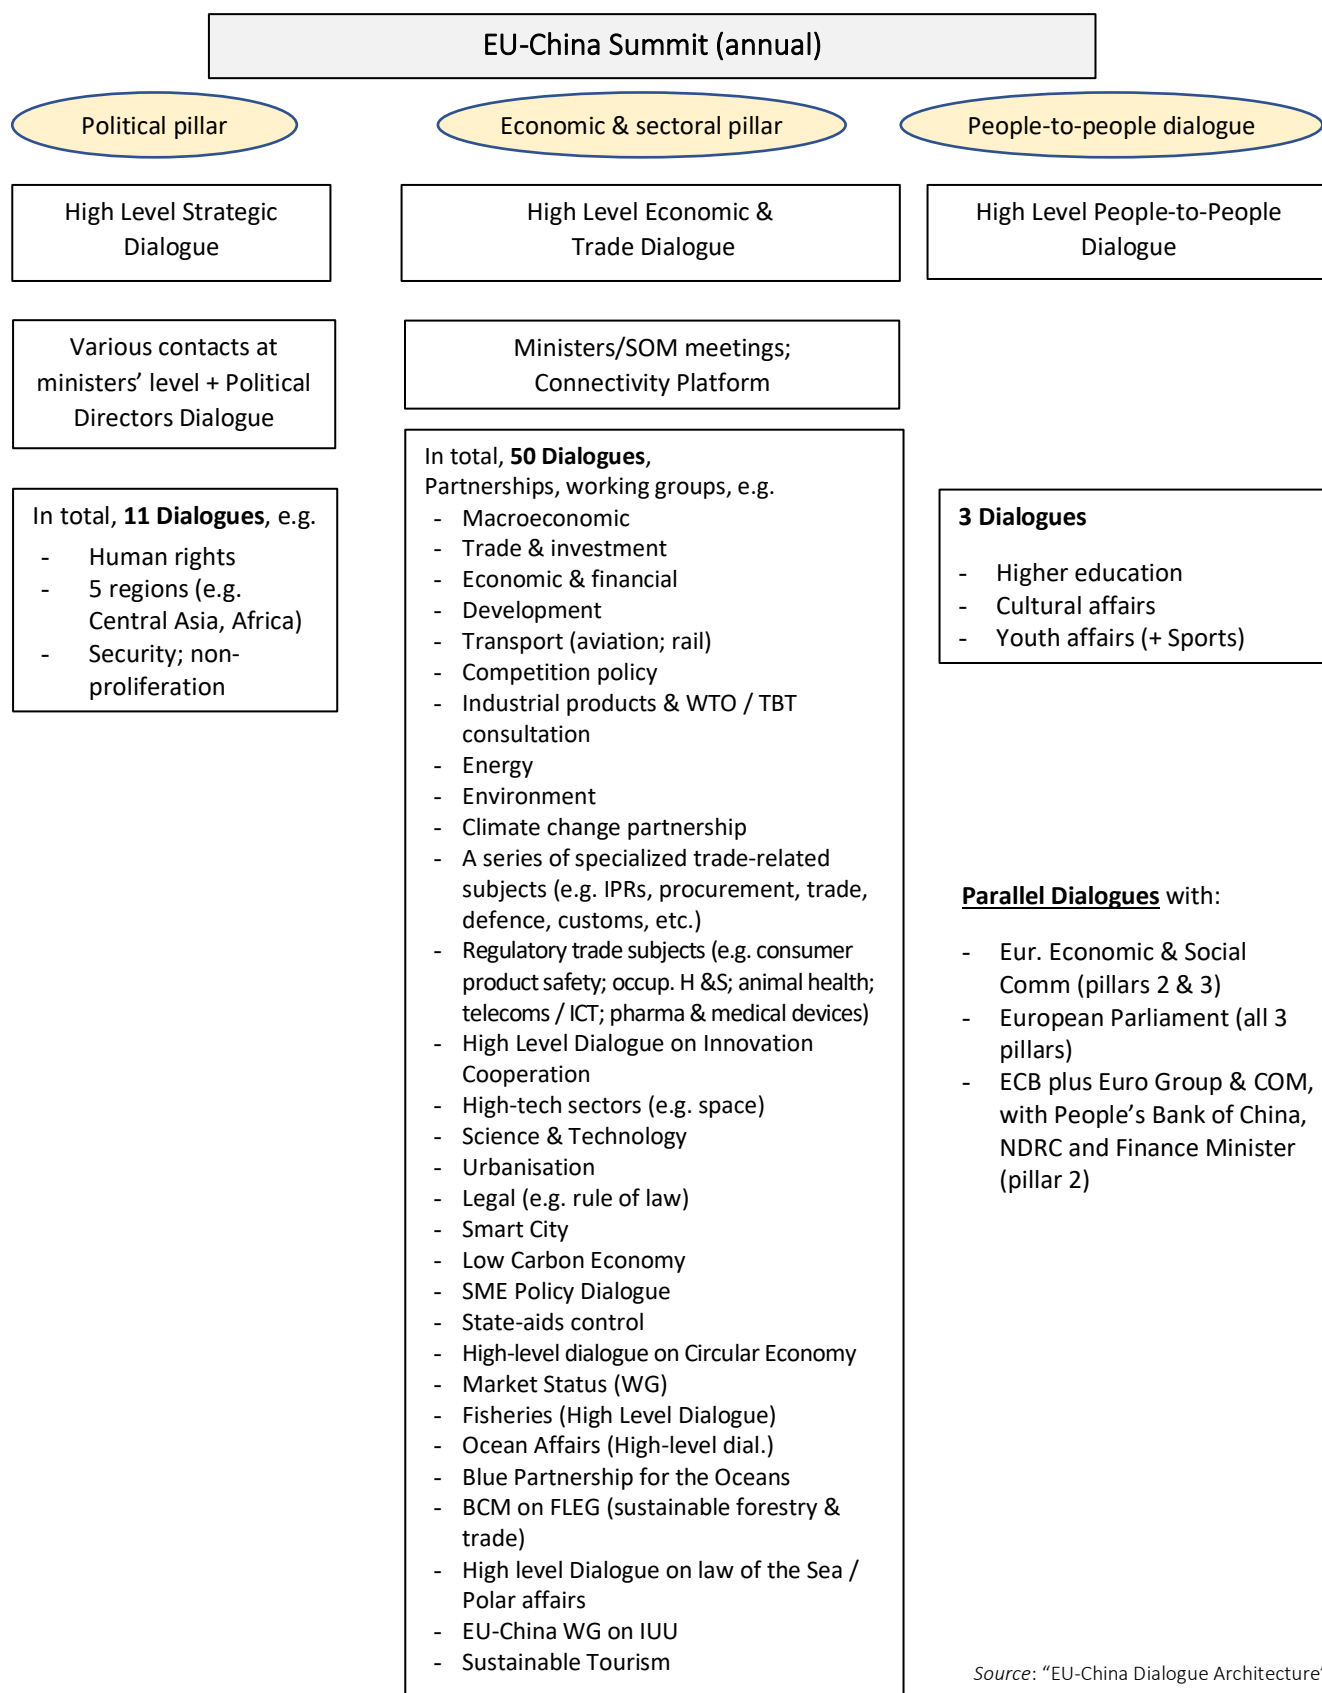 EU-China Summit (annual)
Political pillar
Economic & sectoral pillar
People-to-people dialogue
High Level Strategic
Dialogue
High Level Economic &
Trade Dialogue
High Level People-to-People
Dialogue
Various contacts at
ministers’ level + Political
Directors Dialogue
Ministers/SOM meetings;
Connectivity Platform
In total, 11 Dialogues, e.g.
- Human rights
- 5 regions (e.g.
Central Asia, Africa)
- Security; non-
proliferation
In total, 50 Dialogues,
Partnerships, working groups, e.g.
- Macroeconomic
- Trade & investment
- Economic & financial
- Development
- Transport (aviation; rail)
- Competition policy
- Industrial products & WTO / TBT
consultation
- Energy
- Environment
- Climate change partnership
- A series of specialized trade-related
subjects (e.g. IPRs, procurement, trade,
defence, customs, etc.)
- Regulatory trade subjects (e.g. consumer
product safety; occup. H &S; animal health;
telecoms / ICT; pharma & medical devices)
- High Level Dialogue on Innovation
Cooperation
- High-tech sectors (e.g. space)
- Science & Technology
- Urbanisation
- Legal (e.g. rule of law)
- Smart City
- Low Carbon Economy
- SME Policy Dialogue
- State-aids control
- High-level dialogue on Circular Economy
- Market Status (WG)
- Fisheries (High Level Dialogue)
- Ocean Affairs (High-level dial.)
- Blue Partnership for the Oceans
- BCM on FLEG (sustainable forestry &
trade)
- High level Dialogue on law of the Sea /
Polar affairs
- EU-China WG on IUU
- Sustainable Tourism
3 Dialogues
- Higher education
- Cultural affairs
- Youth affairs (+ Sports)
Parallel Dialogues with:
- Eur. Economic & Social
Comm (pillars 2 & 3)
- European Parliament (all 3
pillars)
- ECB plus Euro Group & COM,
with People’s Bank of China,
NDRC and Finance Minister
(pillar 2)
Source: “EU-China Dialogue Architecture”